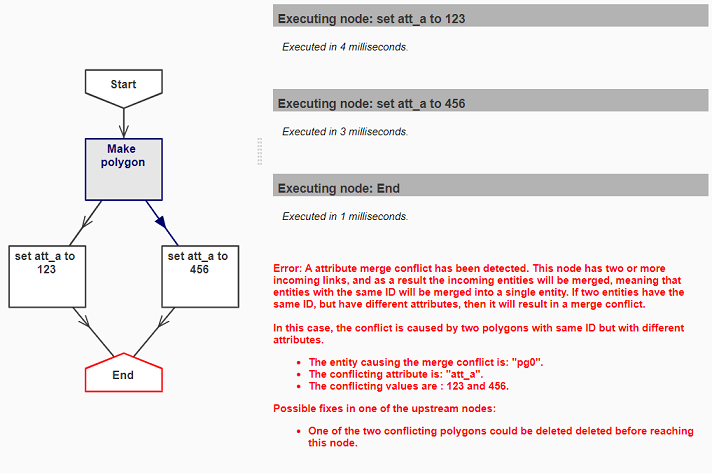 Start
Make
polygon
set att_a to
123
set att_a to
456
End
Executing node: set att_a to 123
Executed in 4 milliseconds.
Executing node: set att_a to 456
Executed in 3 milliseconds.
Executing node: End
Executed in 1 milliseconds.
Error: A attribute merge conflict has been detected. This node has two or more
incoming links, and as a result the incoming entities will be merged, meaning that
entities with the same ID will be merged into a single entity. If two entities have the
same ID, but have different attributes, then it will result in a merge conflict.
In this case, the conflict is caused by two polygons with same ID but with different
attributes.
• The entity causing the merge conflict is: "pg0".
• The conflicting attribute is: "att_a".
• The conflicting values are : 123 and 456.
Possible fixes in one of the upstream nodes:
• One of the two conflicting polygons could be deleted deleted before reaching
this node.